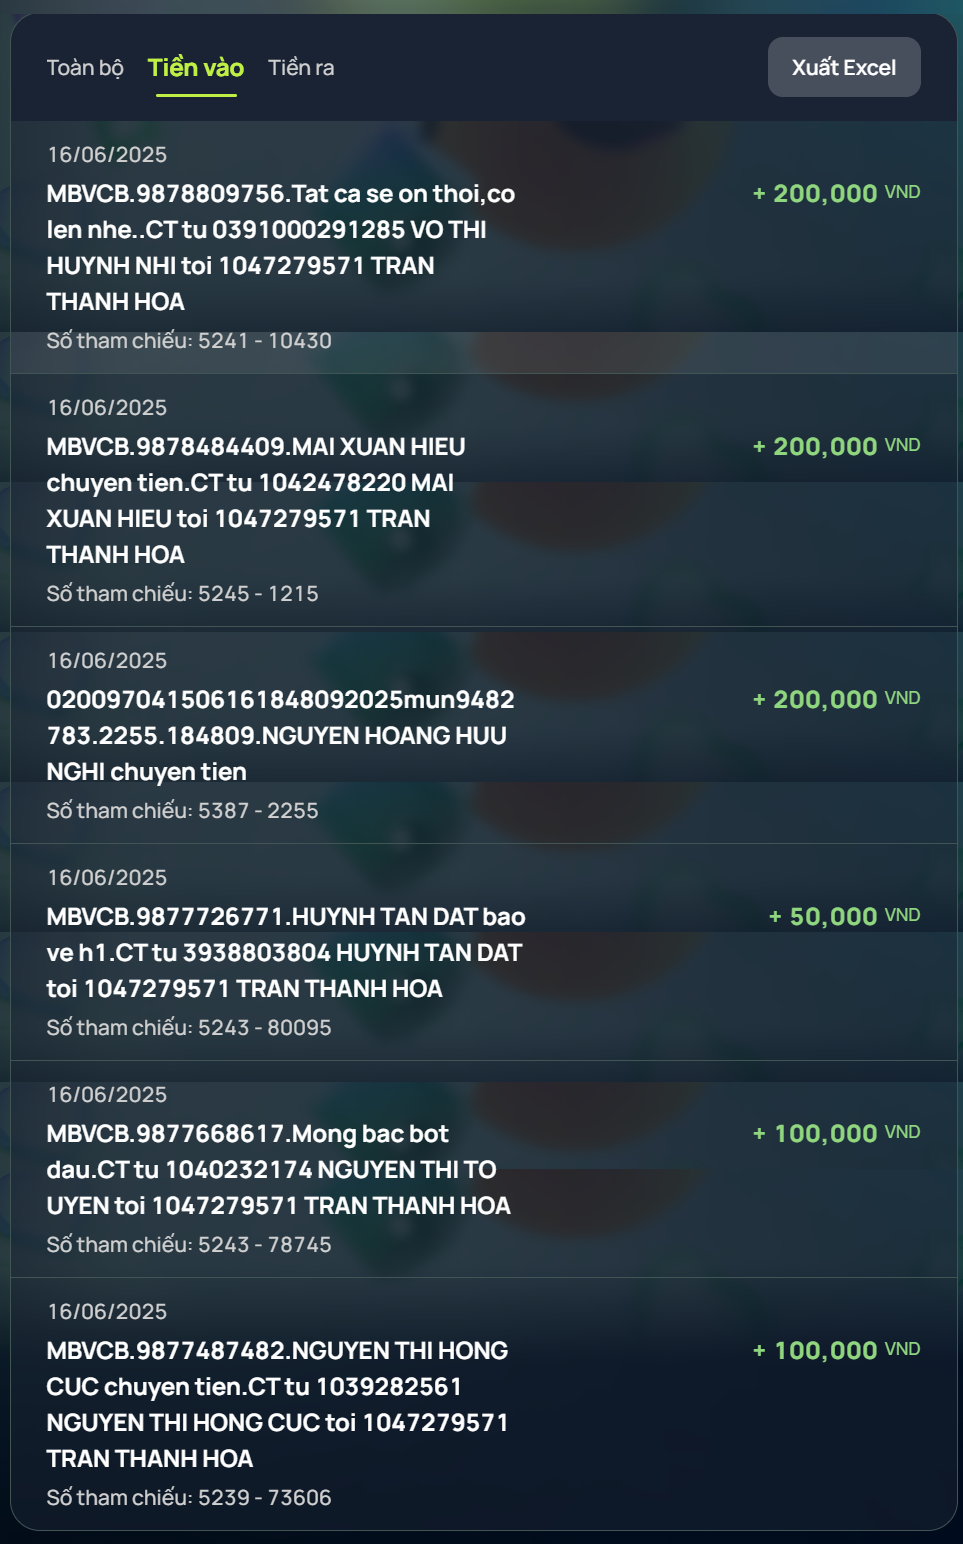 Toàn bộ Tiền vào Tiền ra Xuất Excel
16/06/2025
MBVCB.9878809756.Tat ca se on thoi,co + 200,000 VND
len nhe..CT tu 0391000291285 VO THI
HUYNH NHI toi 1047279571 TRAN
THANH HOA
Số tham chiếu: 5241 - 10430
16/06/2025
MBVCB.9878484409.MAI XUAN HIEU + 200,000 VND
chuyen tien.CT tu 1042478220 MAI
XUAN HIEU toi 1047279571 TRAN
THANH HOA
Số tham chiếu: 5245 - 1215
16/06/2025
0200970415061618480​92025mun9482 + 200,000 VND
783.2255.184809.NGUYEN HOANG HUU
NGHI chuyen tien
Số tham chiếu: 5387 - 2255
16/06/2025
MBVCB.9877726771.HUYNH TAN DAT bao + 50,000 VND
ve h1.CT tu 3938803804 HUYNH TAN DAT
toi 1047279571 TRAN THANH HOA
Số tham chiếu: 5243 - 80095
16/06/2025
MBVCB.9877668617.Mong bac bot + 100,000 VND
dau.CT tu 1040232174 NGUYEN THI TO
UYEN toi 1047279571 TRAN THANH HOA
Số tham chiếu: 5243 - 78745
16/06/2025
MBVCB.9877487482.NGUYEN THI HONG + 100,000 VND
CUC chuyen tien.CT tu 1039282561
NGUYEN THI HONG CUC toi 1047279571
TRAN THANH HOA
Số tham chiếu: 5239 - 73606